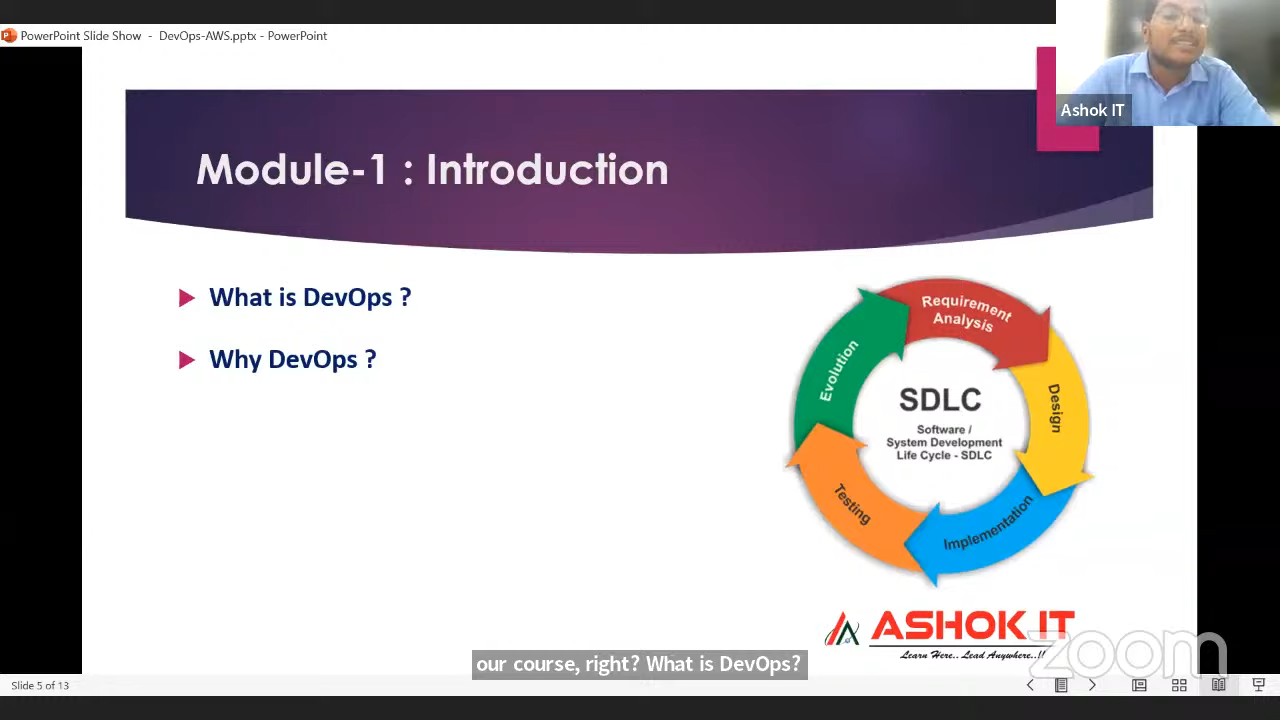 PowerPoint Slide Show - DevOps-AWS.pptx - PowerPoint
Ashok IT
Module-1 : Introduction
What is DevOps ?
Why DevOps ?
Requirement
Analysis
Design
Implementation
Testing
Evolution
SDLC
Software /
System Development
Life Cycle - SDLC
ASHOK IT
Learn Here.. Lead Anywhere..!!
zoom
our course, right? What is DevOps?
Slide 5 of 13